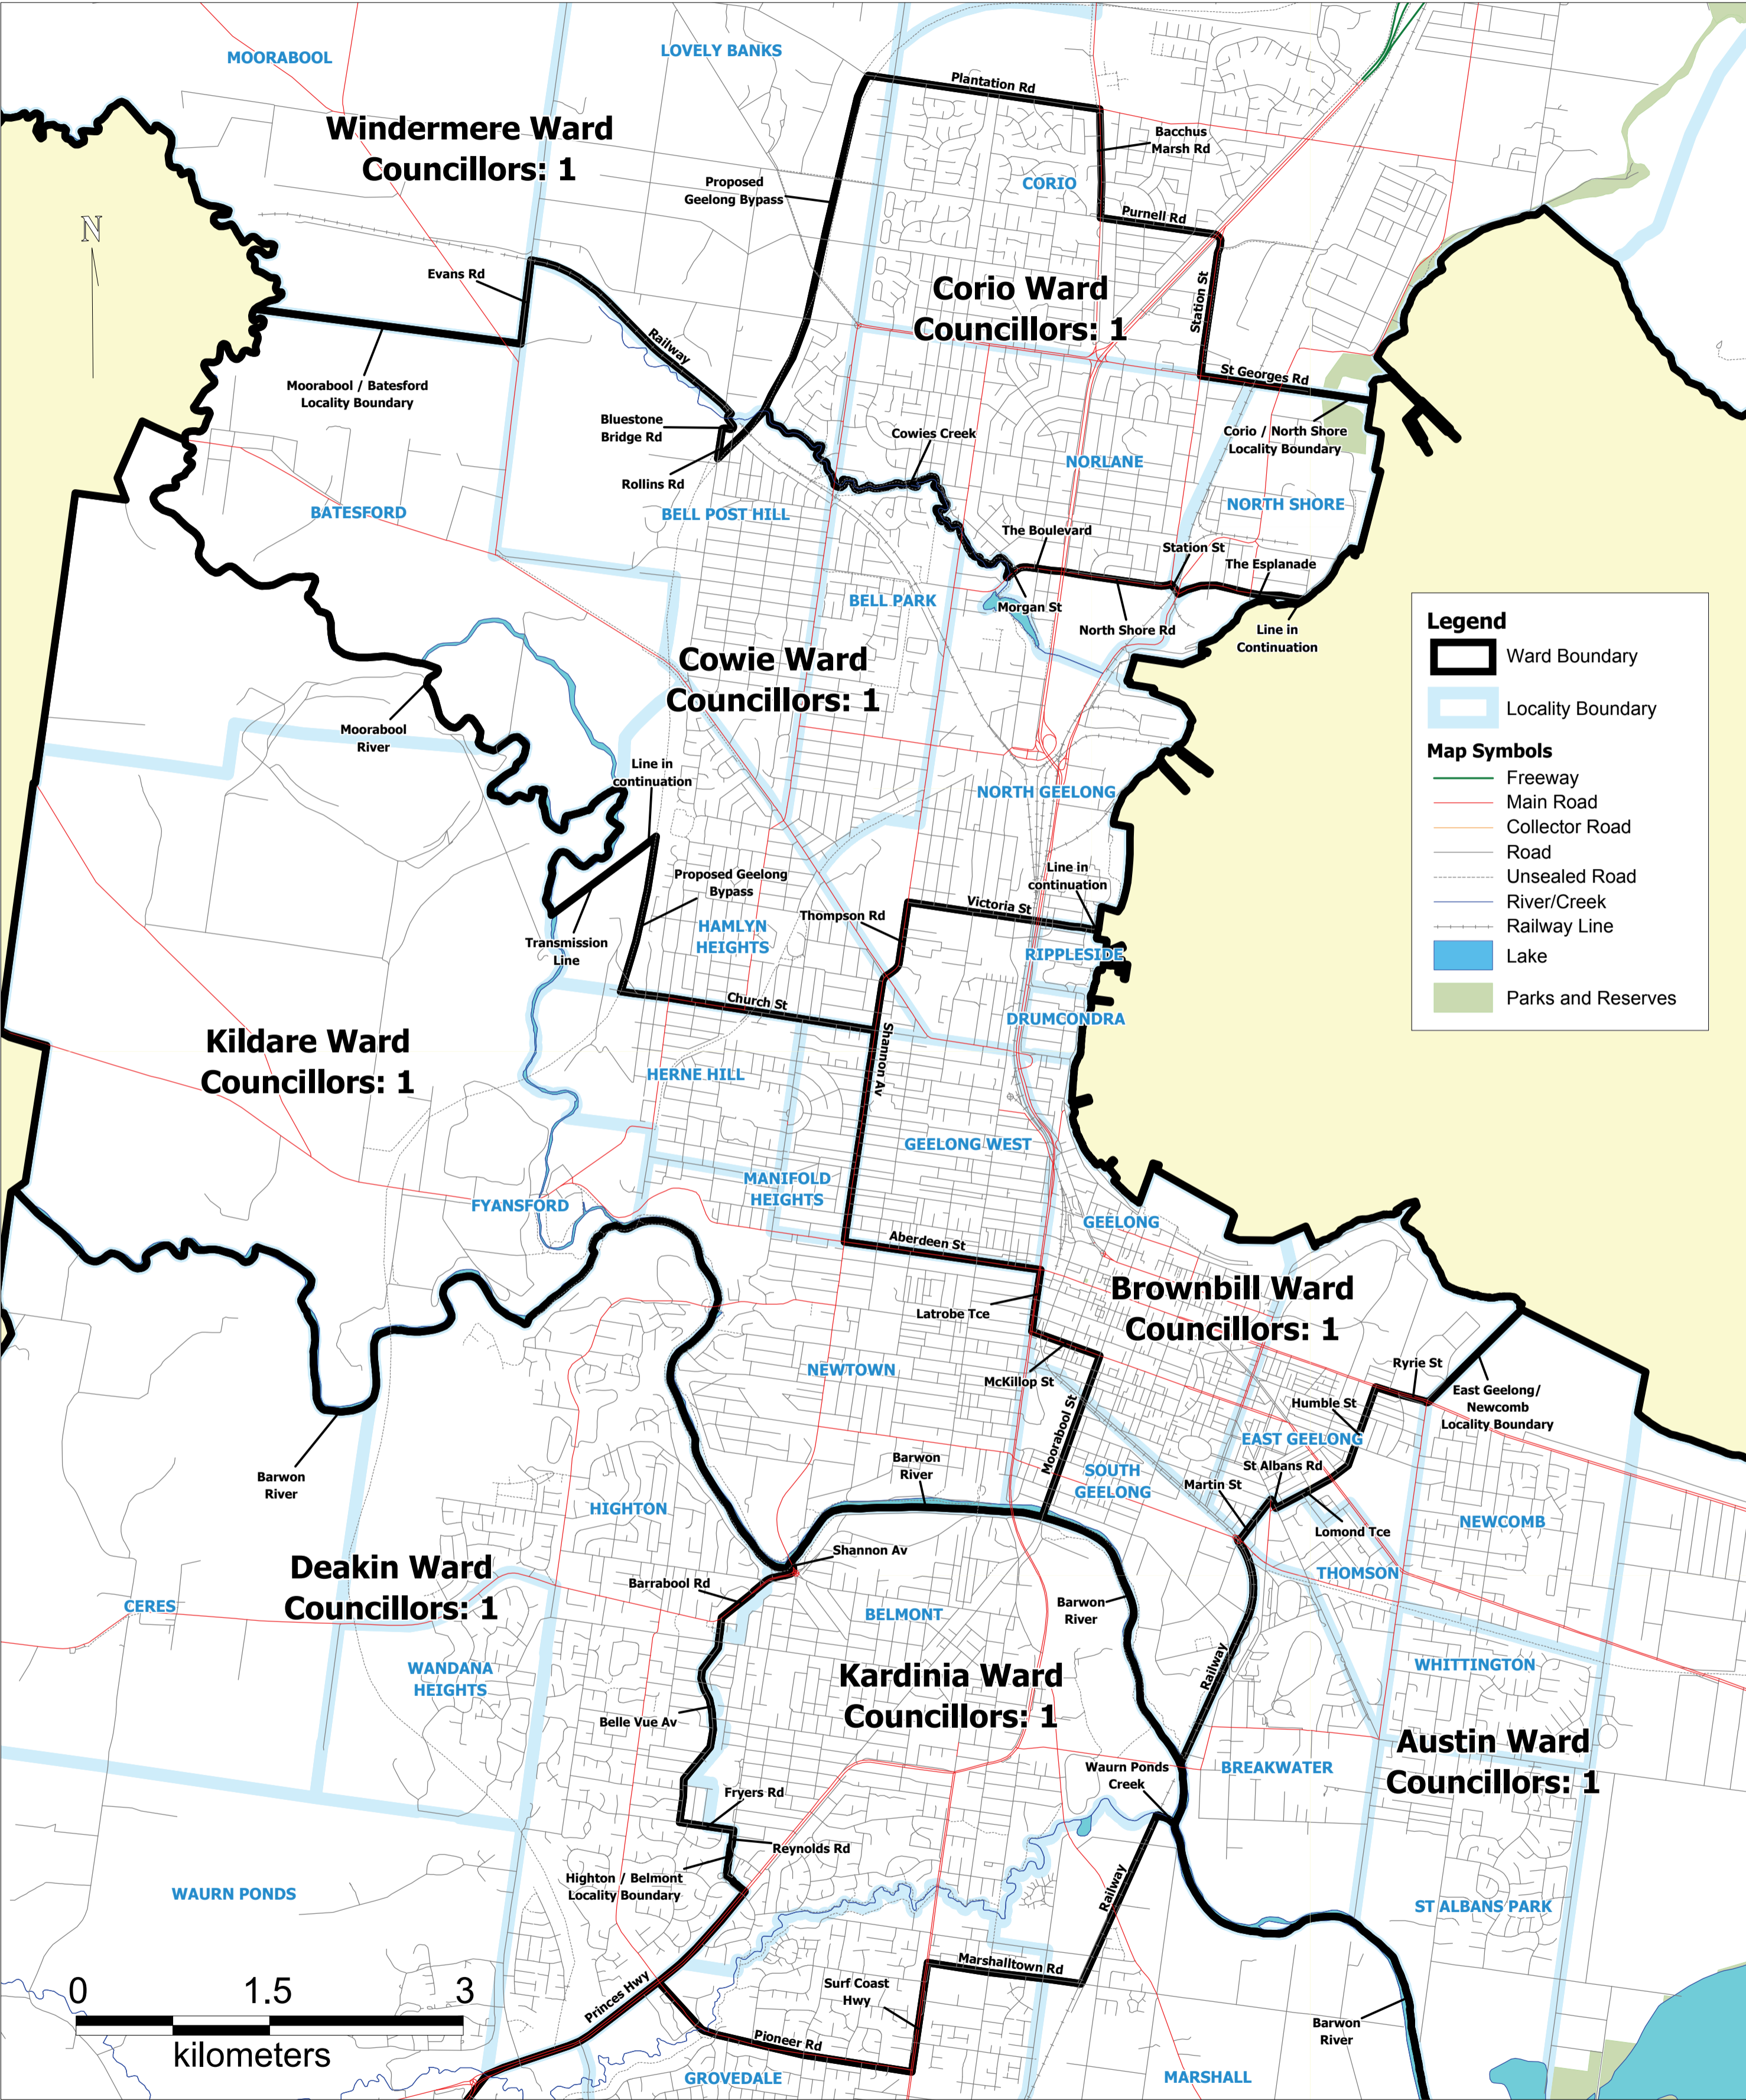 MOORABOOL
LOVELY BANKS
Plantation Rd
Windermere Ward
Councillors: 1
Bacchus
Marsh Rd
Proposed
Geelong Bypass
CORIO
Purnell Rd
N
Evans Rd
Corio Ward
Councillors: 1
Station St
Railway
Moorabool / Batesford
Locality Boundary
St Georges Rd
Bluestone
Bridge Rd
Cowies Creek
Corio / North Shore
Locality Boundary
NORLANE
Rollins Rd
NORTH SHORE
BATESFORD
BELL POST HILL
The Boulevard
Station St
The Esplanade
BELL PARK
Morgan St
North Shore Rd
Line in
Continuation
Legend
Ward Boundary
Locality Boundary
Map Symbols
Freeway
Main Road
Collector Road
Road
Unsealed Road
River/Creek
Railway Line
Lake
Parks and Reserves
Cowie Ward
Councillors: 1
Moorabool
River
Line in
continuation
NORTH GEELONG
Proposed Geelong
Bypass
Line in
continuation
Victoria St
Thompson Rd
HAMLYN
HEIGHTS
Transmission
Line
RIPPLESIDE
Church St
DRUMCONDRA
Shannon Av
Kildare Ward
Councillors: 1
HERNE HILL
GEELONG WEST
MANIFOLD
HEIGHTS
FYANSFORD
GEELONG
Aberdeen St
Brownbill Ward
Councillors: 1
Latrobe Tce
NEWTOWN
McKillop St
Ryrie St
East Geelong/
Newcomb
Locality Boundary
Humble St
Moorabool St
EAST GEELONG
Barwon
River
Barwon
River
SOUTH
GEELONG
St Albans Rd
Martin St
HIGHTON
NEWCOMB
Lomond Tce
Shannon Av
Deakin Ward
Councillors: 1
Barrabool Rd
THOMSON
CERES
BELMONT
Barwon
River
WANDANA
HEIGHTS
Kardinia Ward
Councillors: 1
Railway
WHITTINGTON
Belle Vue Av
Austin Ward
Councillors: 1
Waurn Ponds
Creek
BREAKWATER
Fryers Rd
Reynolds Rd
Highton / Belmont
Locality Boundary
WAURN PONDS
Railway
ST ALBANS PARK
Marshalltown Rd
Surf Coast
Hwy
Princes Hwy
0 1.5 3
kilometers
Pioneer Rd
Barwon
River
GROVEDALE
MARSHALL